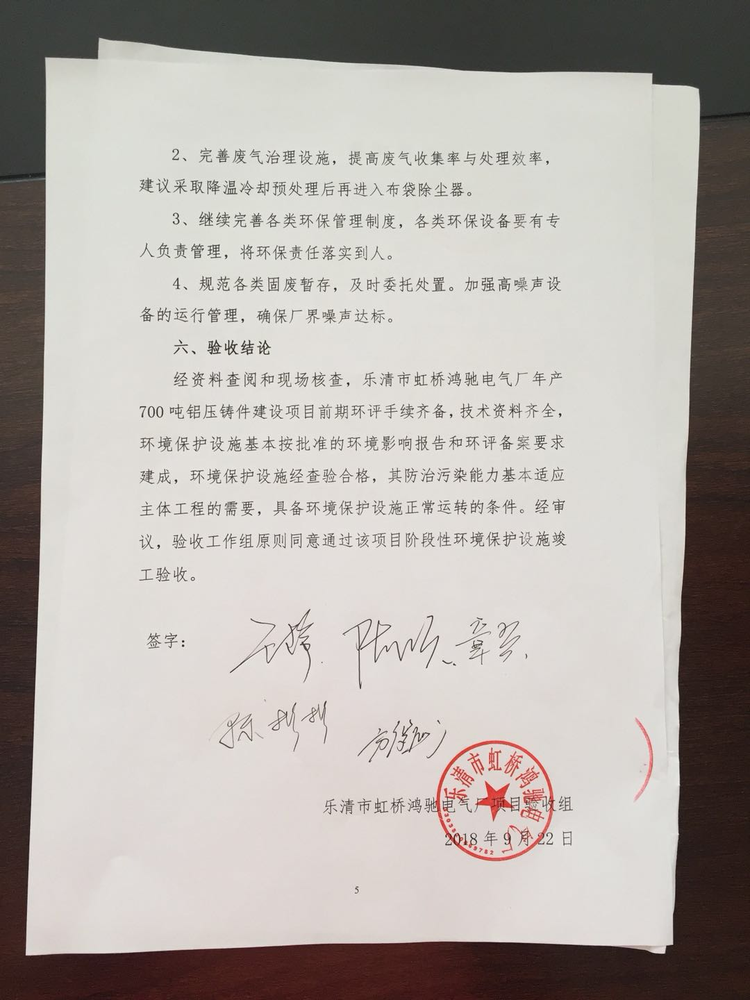 2、完善废气治理设施，提高废气收集率与处理效率，
建议采取降温冷却预处理后再进入布袋除尘器。
3、继续完善各类环保管理制度，各类环保设备要有专
人负责管理，将环保责任落实到人。
4、规范各类固废暂存，及时委托处置。加强高噪声设
备的运行管理，确保厂界噪声达标。
六、验收结论
经资料查阅和现场核查，乐清市虹桥鸿驰电气厂年产
700吨铝压铸件建设项目前期环评手续齐备，技术资料齐全，
环境保护设施基本按批准的环境影响报告和环评备案要求
建成，环境保护设施经查验合格，其防治污染能力基本适应
主体工程的需要，具备环境保护设施正常运转的条件。经审
议，验收工作组原则同意通过该项目阶段性环境保护设施竣
工验收。
签字：
乐清市虹桥鸿驰电气厂
乐清市虹桥鸿驰电气厂项目验收组
2018年9月22日
5